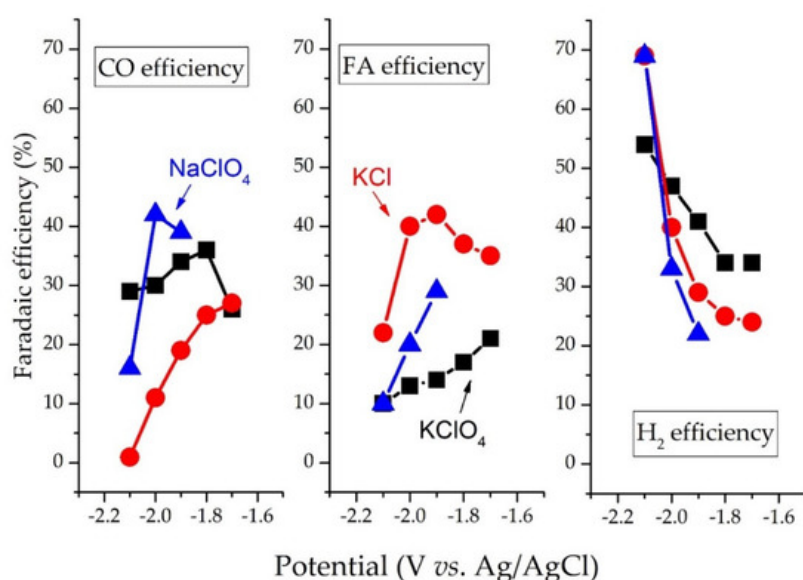 CO efficiency
FA efficiency
H₂ efficiency
NaClO₄
KCl
KClO₄
Faradaic efficiency (%)
70
60
50
40
30
20
10
0
70
60
50
40
30
20
10
0
70
60
50
40
30
20
10
0
-2.2 -2.0 -1.8 -1.6
-2.2 -2.0 -1.8 -1.6
-2.2 -2.0 -1.8 -1.6
Potential (V vs. Ag/AgCl)